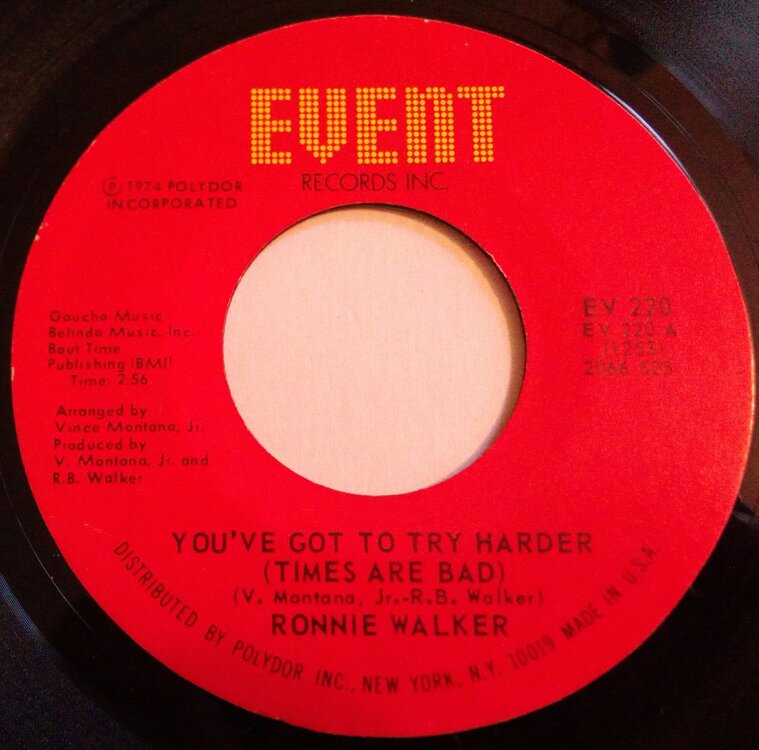 EVENT
RECORDS INC.
Ⓟ 1974 POLYDOR
INCORPORATED
Gaucho Music
Belinda Music, Inc.
Bout Time
Publishing (BMI)
Time: 2:56
Arranged by
Vince Montana, Jr.
Produced by
V. Montana, Jr. and
R.B. Walker
EV 220
EV 220 A
(1253)
2066 525
YOU'VE GOT TO TRY HARDER
(TIMES ARE BAD)
(V. Montana, Jr.-R.B. Walker)
RONNIE WALKER
DISTRIBUTED BY POLYDOR INC., NEW YORK, N.Y. 10019 MADE IN U.S.A.